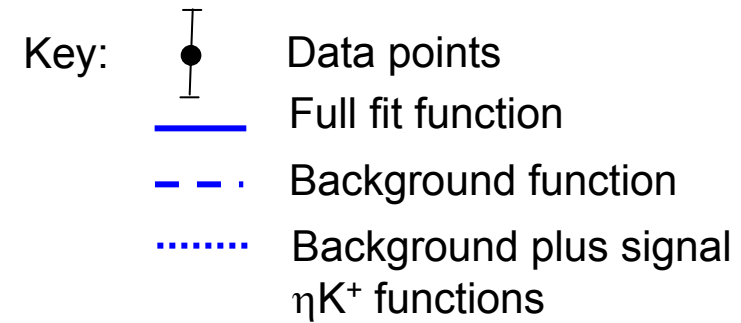 Key: Data points
Full fit function
Background function
Background plus signal
ηK⁺ functions